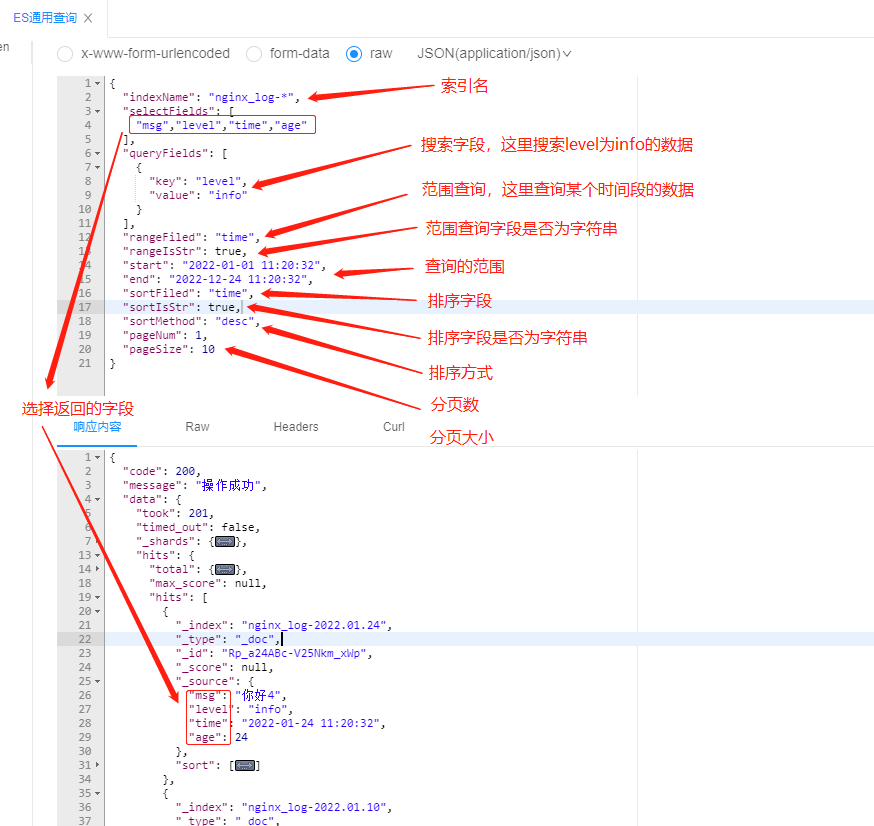 ES通用查询
en
x-www-form-urlencoded form-data raw JSON(application/json)
1 {
2 "indexName": "nginx_log-*", 索引名
3 "selectFields": [
4 "msg","level","time","age"
5 ],
6 "queryFields": [ 搜索字段，这里搜索level为info的数据
7 {
8 "key": "level",
9 "value": "info" 范围查询，这里查询某个时间段的数据
10 }
11 ], 范围查询字段是否为字符串
12 "rangeFiled": "time",
13 "rangeIsStr": true,
14 "start": "2022-01-01 11:20:32", 查询的范围
15 "end": "2022-12-24 11:20:32",
16 "sortFiled": "time", 排序字段
17 "sortIsStr": true,
18 "sortMethod": "desc", 排序字段是否为字符串
19 "pageNum": 1,
20 "pageSize": 10
21 } 排序方式
选择返回的字段 分页数
响应内容 Raw Headers Curl 分页大小
1 {
2 "code": 200,
3 "message": "操作成功",
4 "data": {
5 "took": 201,
6 "timed_out": false,
7 "_shards": {},
13 "hits": {
14 "total": {},
18 "max_score": null,
19 "hits": [
20 {
21 "_index": "nginx_log-2022.01.24",
22 "_type": "_doc",
23 "_id": "Rp_a24ABc-V25Nkm_xWp",
24 "_score": null,
25 "_source": {
26 "msg": "你好4",
27 "level": "info",
28 "time": "2022-01-24 11:20:32",
29 "age": 24
30 },
31 "sort": []
34 },
35 {
36 "_index": "nginx_log-2022.01.10",
37 "_type": "_doc",